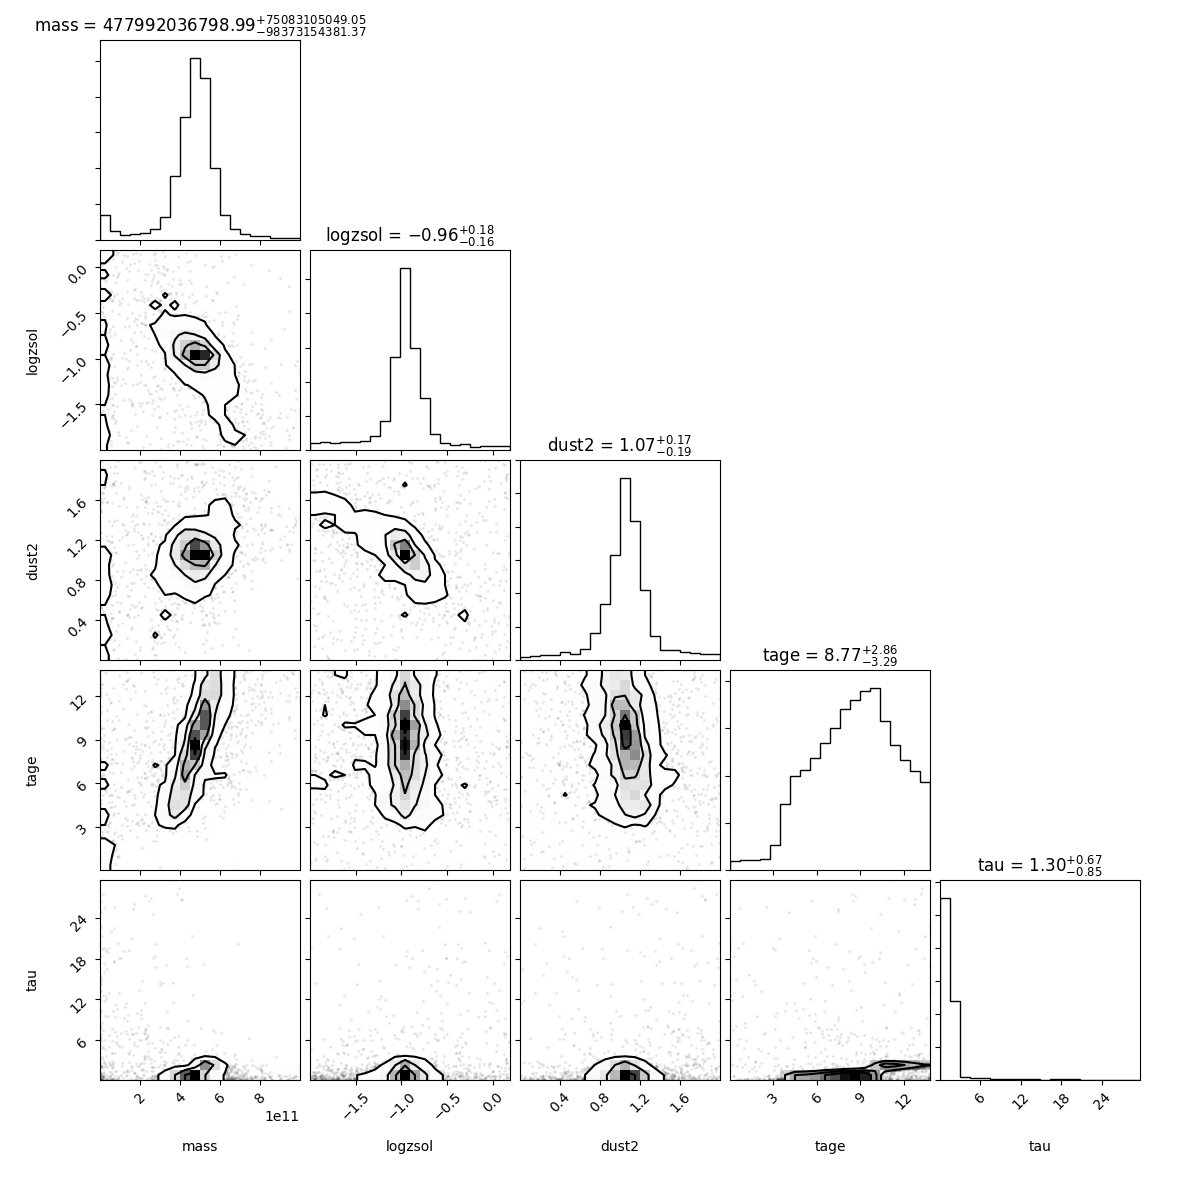 mass = 477992036798.99+75083105049.05−98373154381.37
logzsol = −0.96+0.18−0.16
0.0
−0.5
−1.0
−1.5
logzsol
dust2 = 1.07+0.17−0.19
1.6
1.2
0.8
0.4
dust2
tage = 8.77+2.86−3.29
12
9
6
3
tage
tau = 1.30+0.67−0.85
24
18
12
6
tau
2 4 6 8 −1.5 −1.0 −0.5 0.0 0.4 0.8 1.2 1.6 3 6 9 12 6 12 18 24
1e11
mass logzsol dust2 tage tau